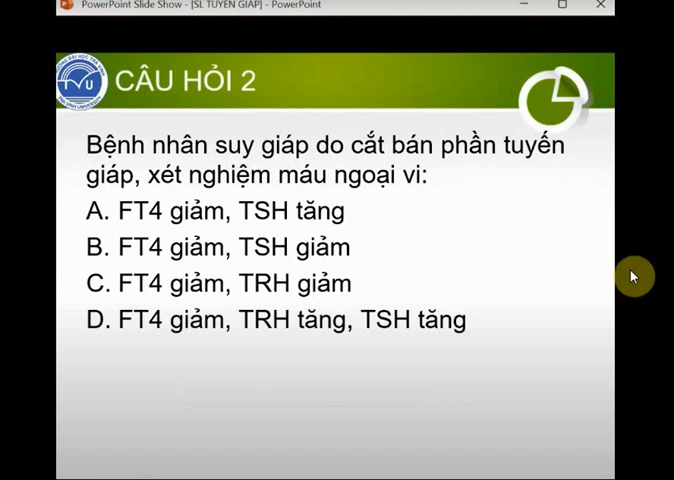 PowerPoint Slide Show - [SL TUYEN GIAP] - PowerPoint
TVU
CÂU HỎI 2
Bệnh nhân suy giáp do cắt bán phần tuyến
giáp, xét nghiệm máu ngoại vi:
A. FT4 giảm, TSH tăng
B. FT4 giảm, TSH giảm
C. FT4 giảm, TRH giảm
D. FT4 giảm, TRH tăng, TSH tăng